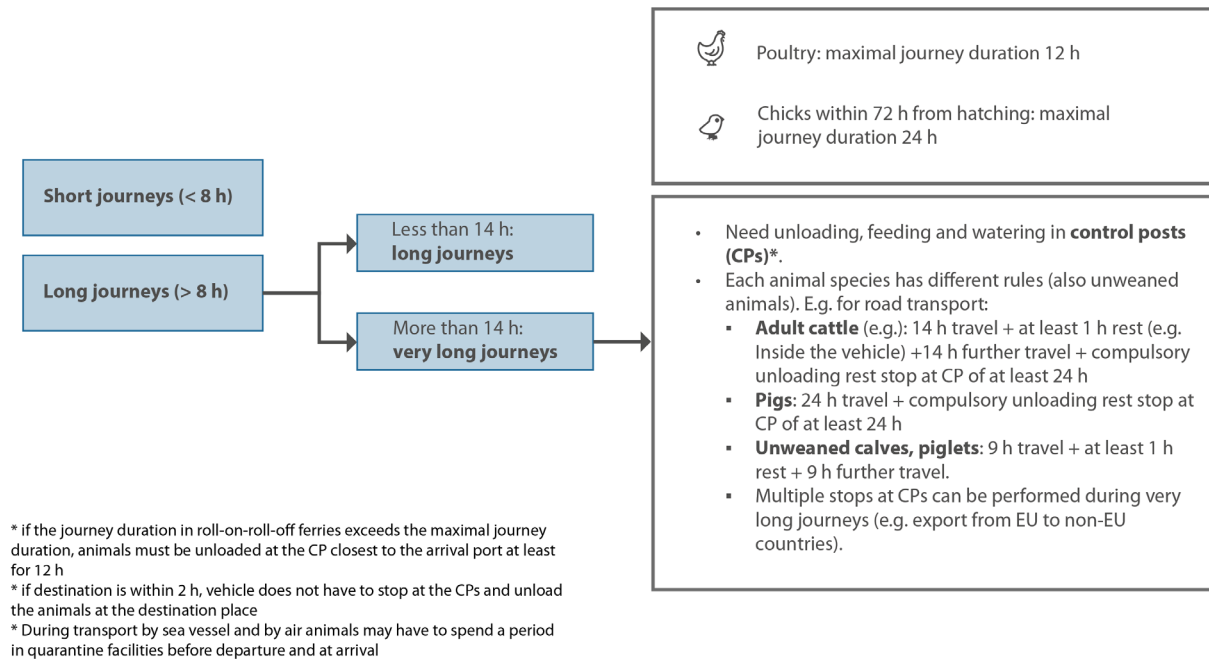 Poultry: maximal journey duration 12 h
Chicks within 72 h from hatching: maximal
journey duration 24 h
Short journeys (< 8 h)
Long journeys (> 8 h)
Less than 14 h:
long journeys
More than 14 h:
very long journeys
• Need unloading, feeding and watering in control posts
(CPs)*.
• Each animal species has different rules (also unweaned
animals). E.g. for road transport:
▪ Adult cattle (e.g.): 14 h travel + at least 1 h rest (e.g.
Inside the vehicle) +14 h further travel + compulsory
unloading rest stop at CP of at least 24 h
▪ Pigs: 24 h travel + compulsory unloading rest stop at
CP of at least 24 h
▪ Unweaned calves, piglets: 9 h travel + at least 1 h
rest + 9 h further travel.
▪ Multiple stops at CPs can be performed during very
long journeys (e.g. export from EU to non-EU
countries).
* if the journey duration in roll-on-roll-off ferries exceeds the maximal journey
duration, animals must be unloaded at the CP closest to the arrival port at least
for 12 h
* if destination is within 2 h, vehicle does not have to stop at the CPs and unload
the animals at the destination place
* During transport by sea vessel and by air animals may have to spend a period
in quarantine facilities before departure and at arrival